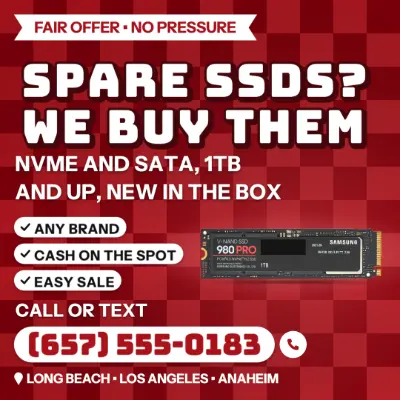 FAIR OFFER • NO PRESSURE
SPARE SSDS?
WE BUY THEM
NVME AND SATA, 1TB
AND UP, NEW IN THE BOX
ANY BRAND
CASH ON THE SPOT
EASY SALE
V-NAND SSD
980 PRO
SAMSUNG
1TB
CALL OR TEXT
(657) 555-0183
LONG BEACH • LOS ANGELES • ANAHEIM